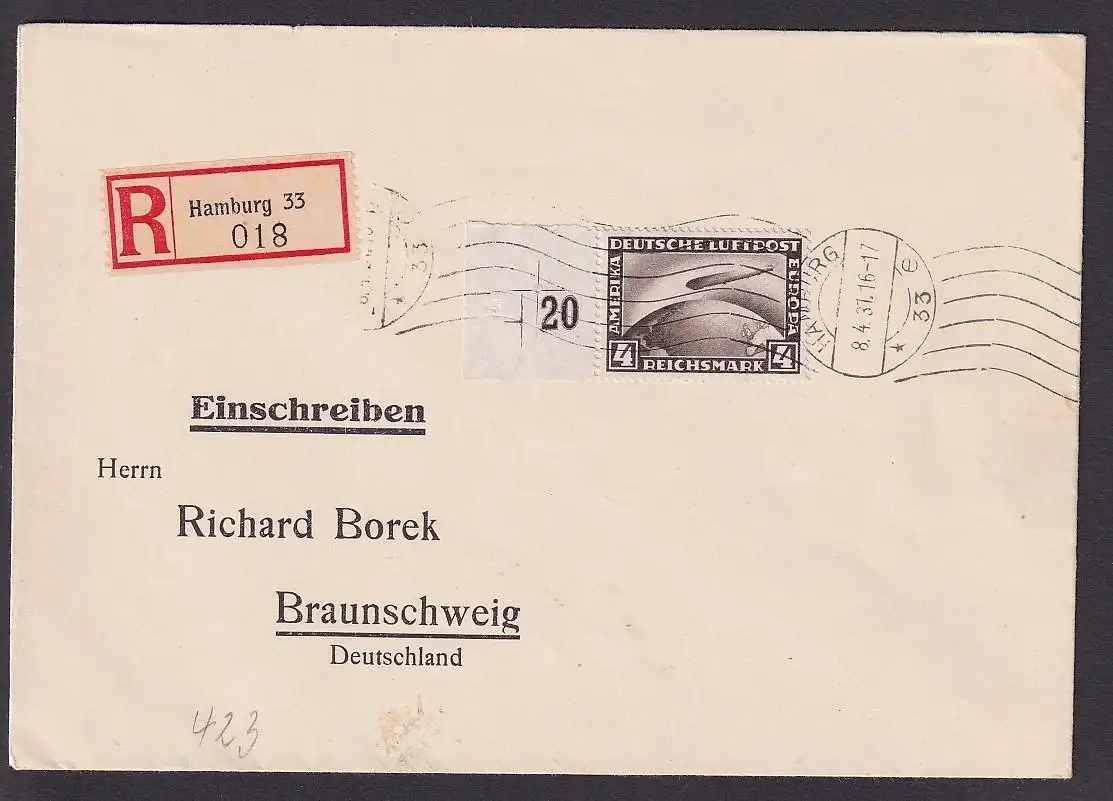 R
Hamburg 33
018
33
20
DEUTSCHE LUFTPOST
AMERIKA
EUROPA
4
4
REICHSMARK
HAMBURG
8.4.31.16-17
33 e
Einschreiben
Herrn
Richard Borek
Braunschweig
Deutschland
423